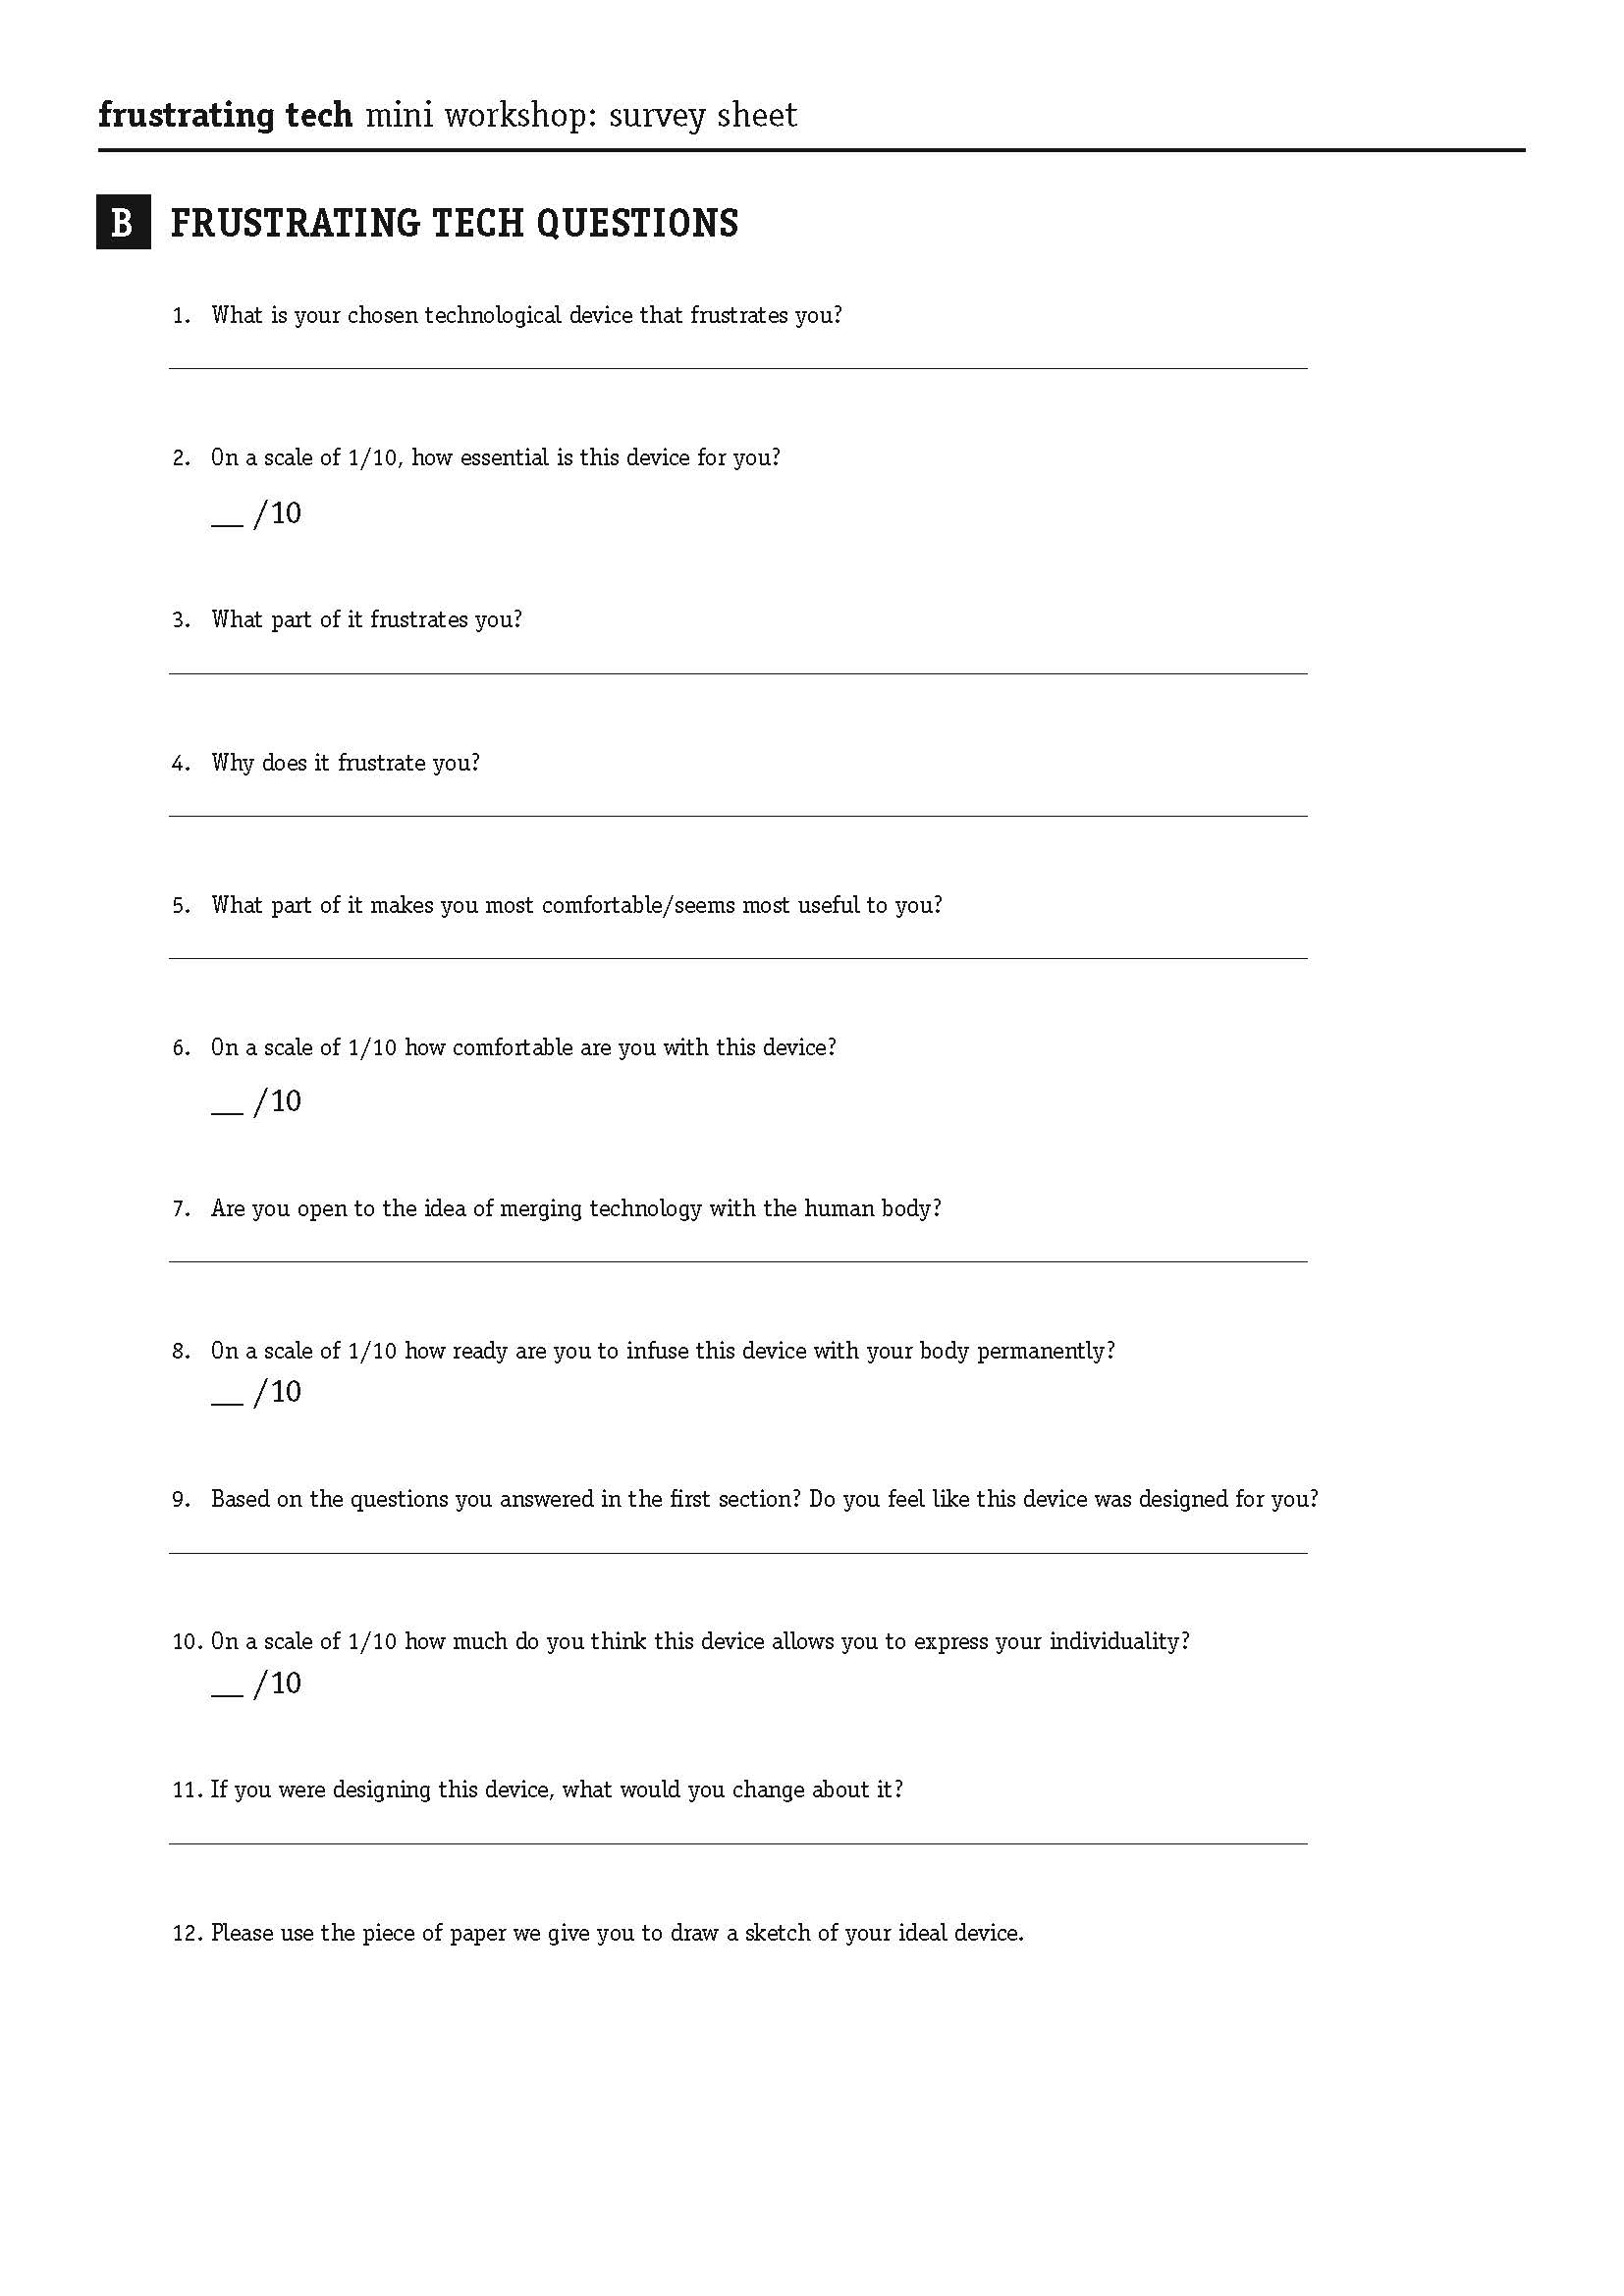 frustrating tech mini workshop: survey sheet
B FRUSTRATING TECH QUESTIONS
1. What is your chosen technological device that frustrates you?
2. On a scale of 1/10, how essential is this device for you?
__ /10
3. What part of it frustrates you?
4. Why does it frustrate you?
5. What part of it makes you most comfortable/seems most useful to you?
6. On a scale of 1/10 how comfortable are you with this device?
__ /10
7. Are you open to the idea of merging technology with the human body?
8. On a scale of 1/10 how ready are you to infuse this device with your body permanently?
__ /10
9. Based on the questions you answered in the first section? Do you feel like this device was designed for you?
10. On a scale of 1/10 how much do you think this device allows you to express your individuality?
__ /10
11. If you were designing this device, what would you change about it?
12. Please use the piece of paper we give you to draw a sketch of your ideal device.